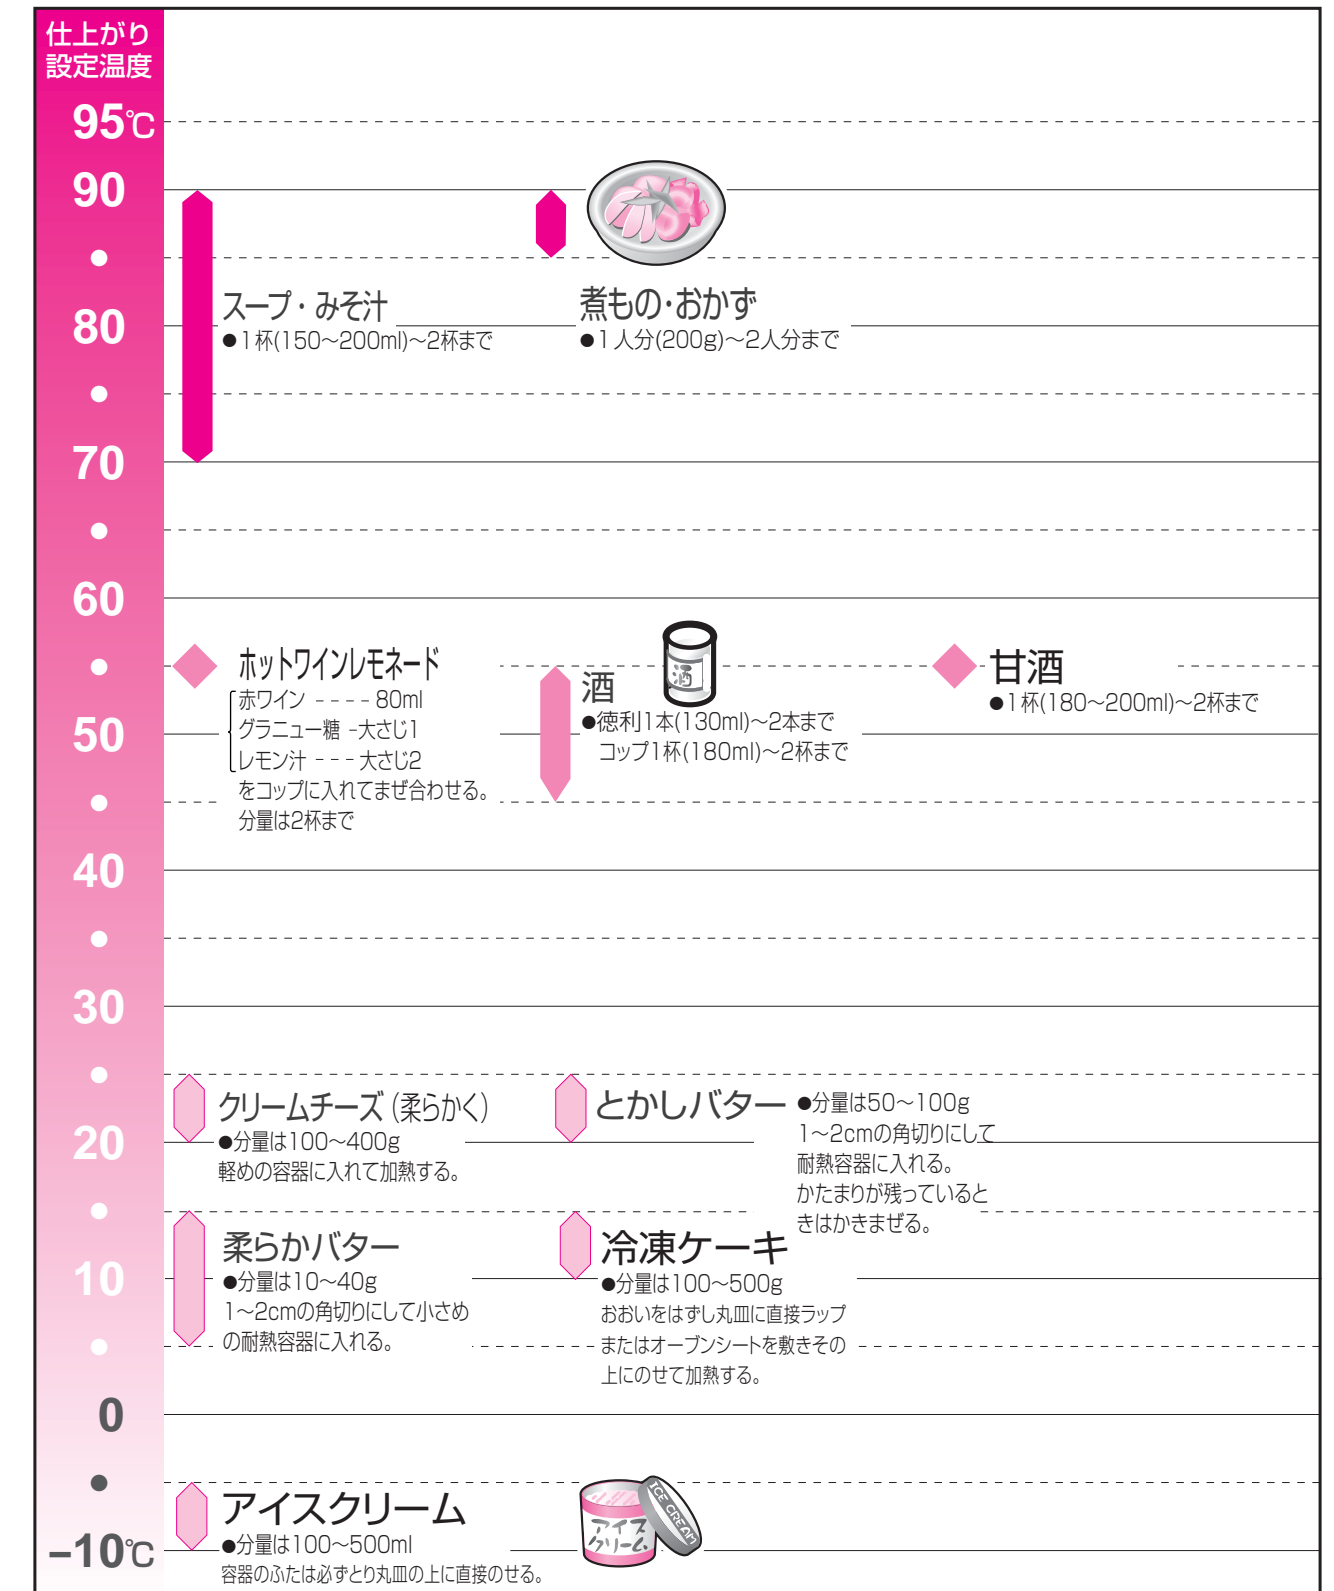 仕上がり
設定温度
95℃
90
80
70
60
50
40
30
20
10
0
−10℃
スープ・みそ汁
●1杯(150〜200ml)〜2杯まで
煮もの・おかず
●1人分(200g)〜2人分まで
ホットワインレモネード
赤ワイン ---- 80ml
グラニュー糖 -大さじ1
レモン汁 --- 大さじ2
をコップに入れてまぜ合わせる。
分量は2杯まで
酒
酒
●徳利1本(130ml)〜2本まで
コップ1杯(180ml)〜2杯まで
甘酒
●1杯(180〜200ml)〜2杯まで
クリームチーズ(柔らかく)
●分量は100〜400g
軽めの容器に入れて加熱する。
とかしバター
●分量は50〜100g
1〜2cmの角切りにして
耐熱容器に入れる。
かたまりが残っていると
きはかきまぜる。
柔らかバター
●分量は10〜40g
1〜2cmの角切りにして小さめ
の耐熱容器に入れる。
冷凍ケーキ
●分量は100〜500g
おおいをはずし丸皿に直接ラップ
またはオーブンシートを敷きその
上にのせて加熱する。
アイスクリーム
●分量は100〜500ml
容器のふたは必ずとり丸皿の上に直接のせる。
ICE CREAM
アイス
クリーム